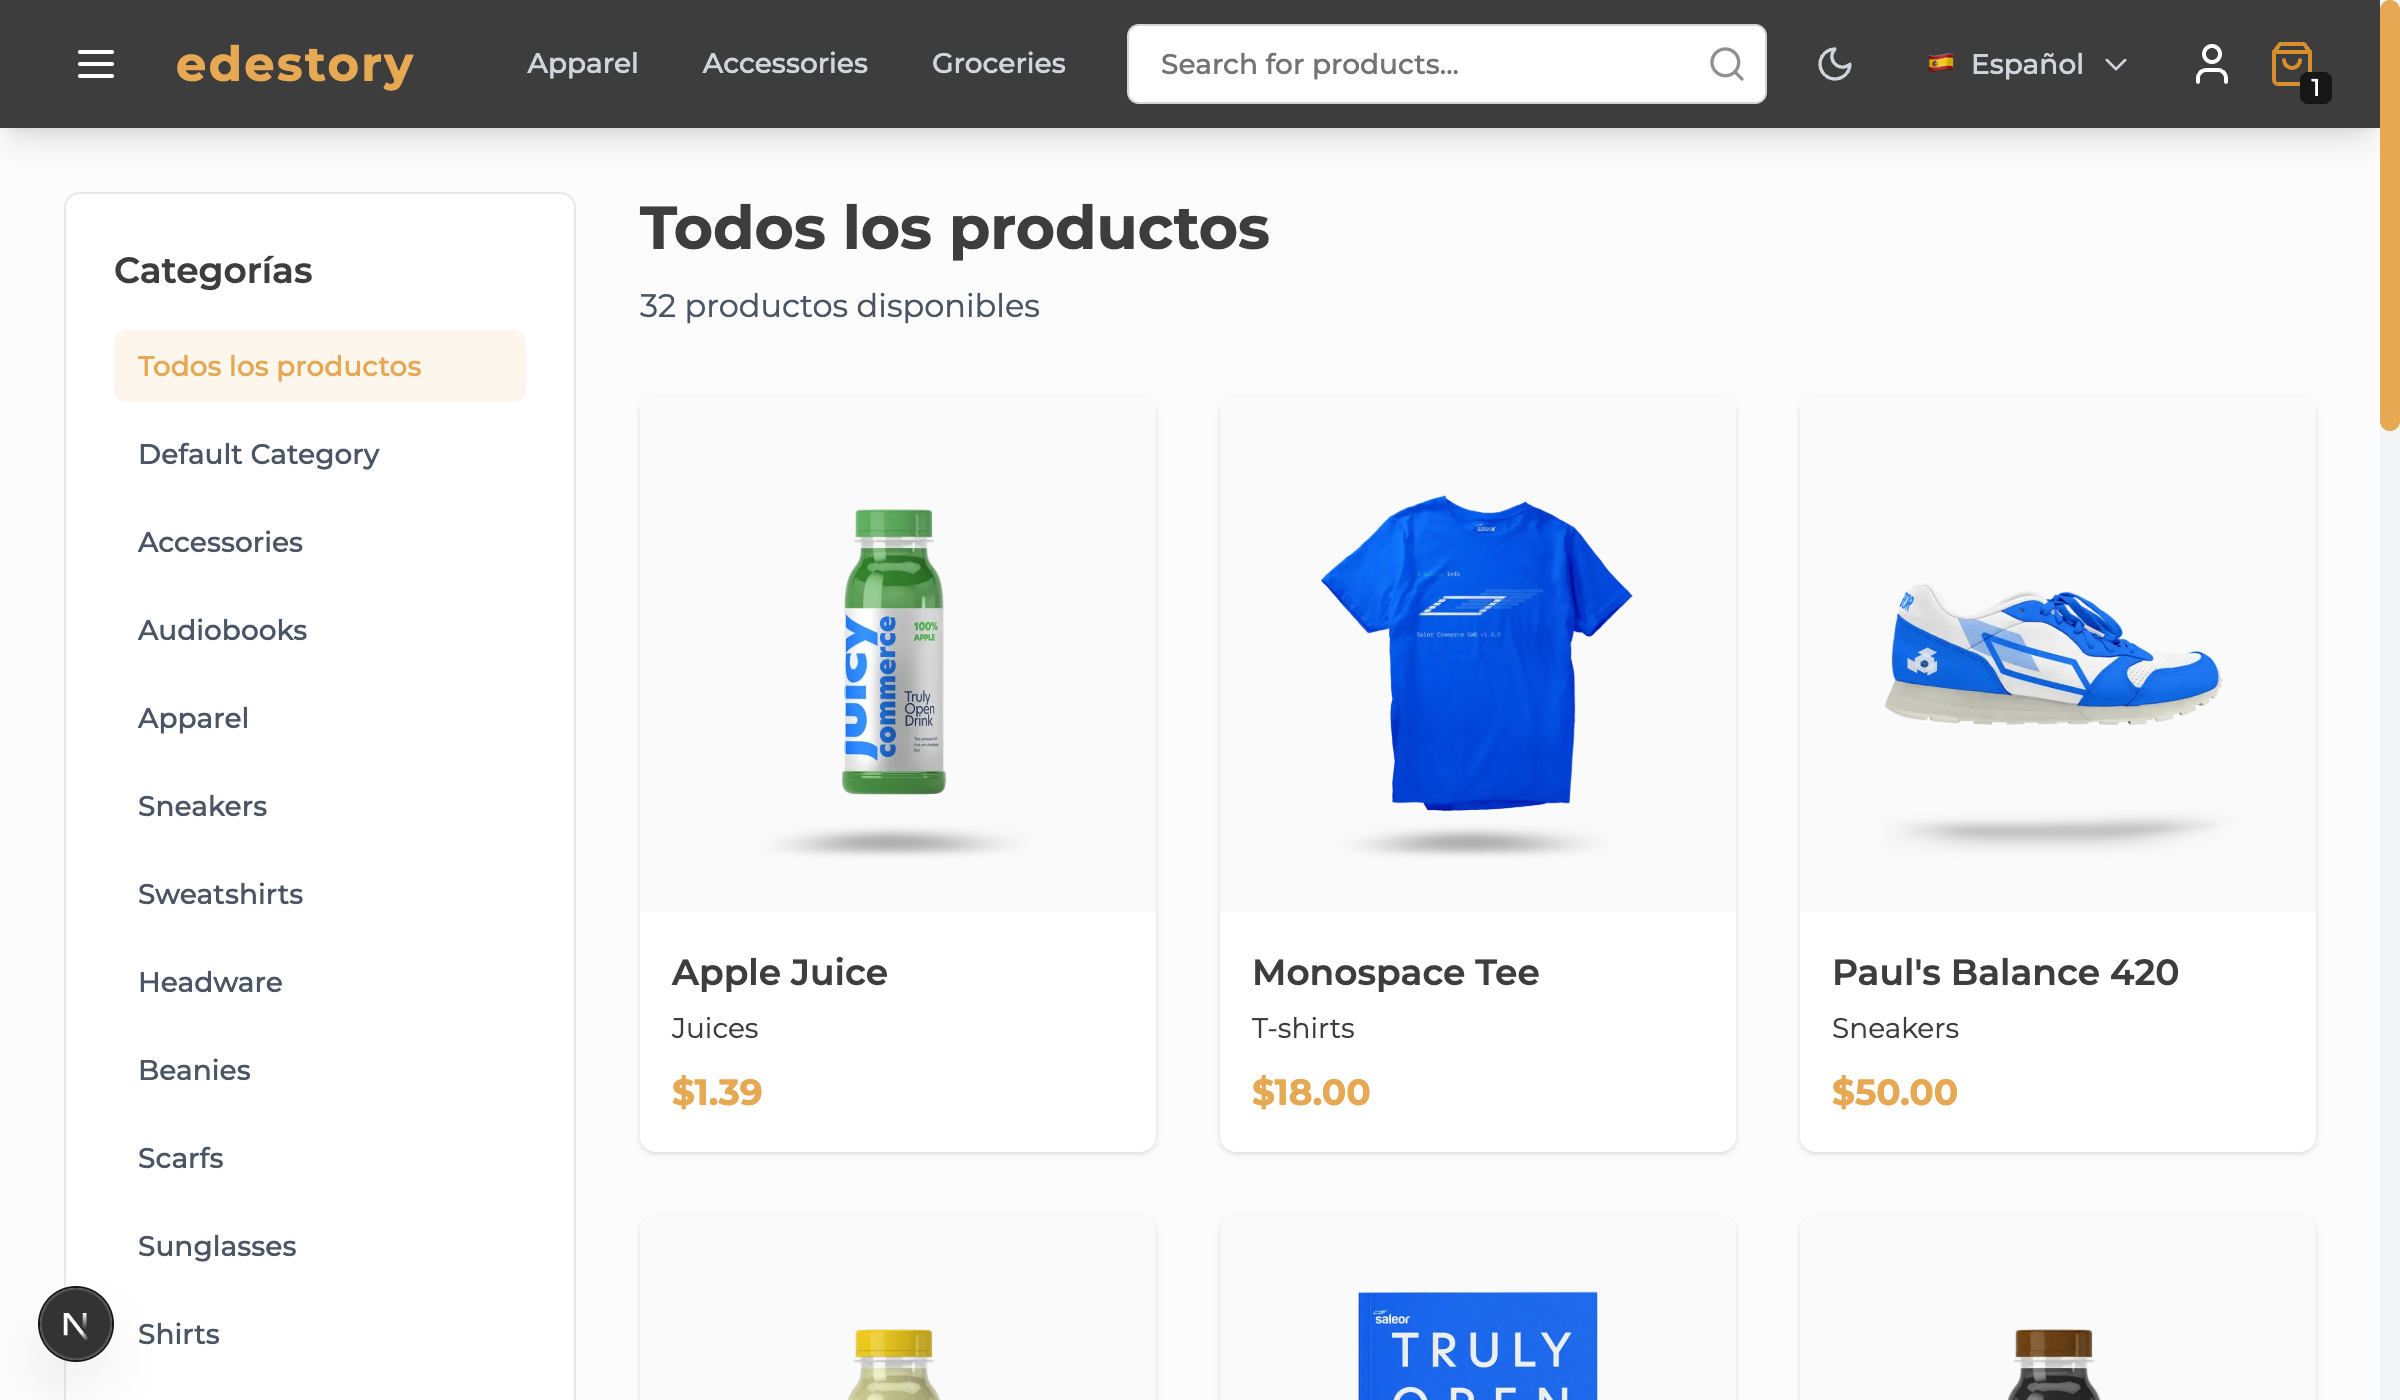 edestory
Apparel
Accessories
Groceries
Search for products...
Español
1
Categorías
Todos los productos
Default Category
Accessories
Audiobooks
Apparel
Sneakers
Sweatshirts
Headware
Beanies
Scarfs
Sunglasses
Shirts
N
Todos los productos
32 productos disponibles
juicy
commerce
100%
APPLE
Truly
Open
Drink
Apple Juice
Juices
$1.39
saleor
Monospace Tee
T-shirts
$18.00
Paul's Balance 420
Sneakers
$50.00
saleor
TRULY
OPEN